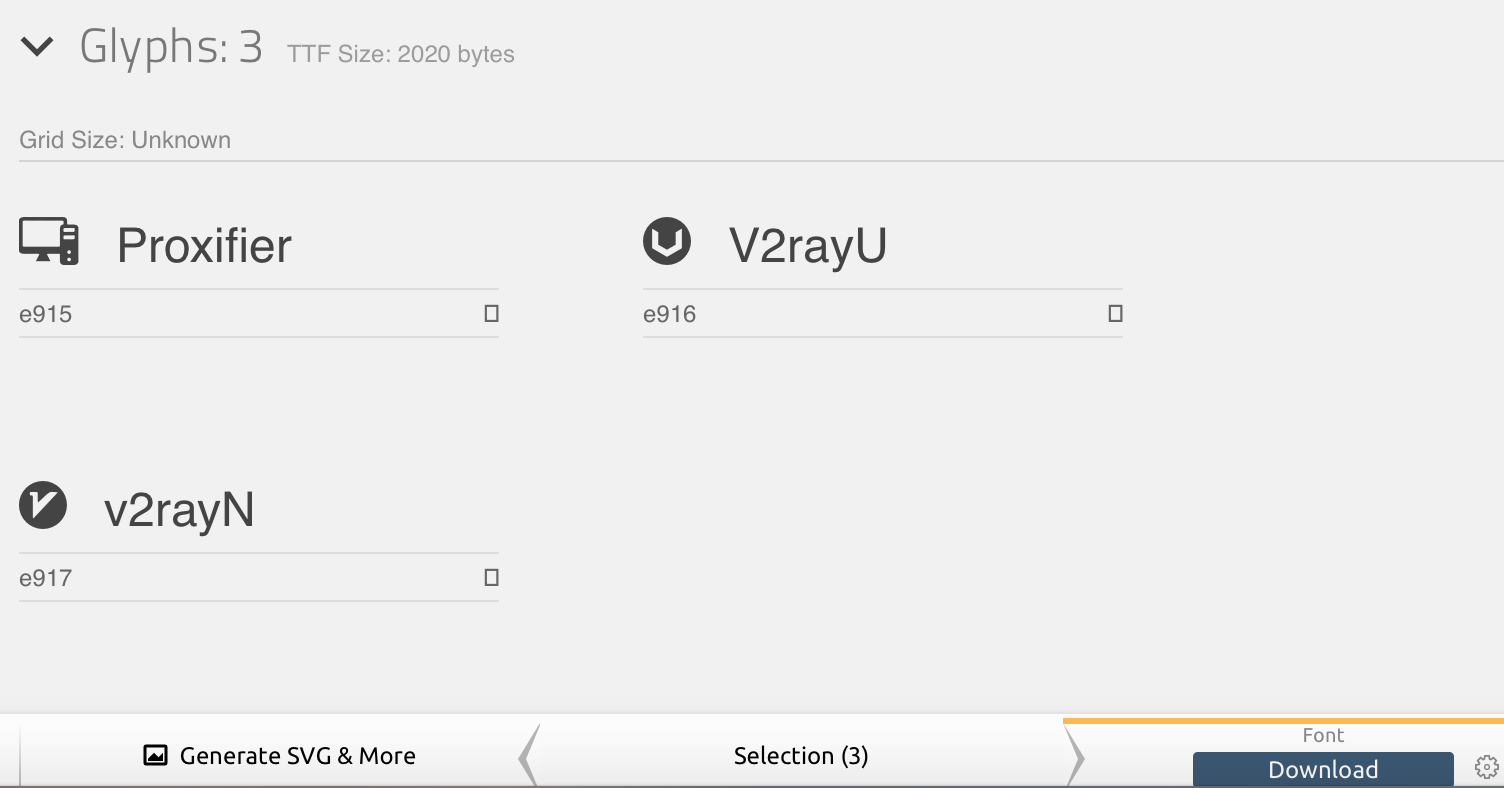 Glyphs: 3 TTF Size: 2020 bytes
Grid Size: Unknown
Proxifier
V2rayU
e915
e916
v2rayN
e917
Generate SVG & More
Selection (3)
Font
Download